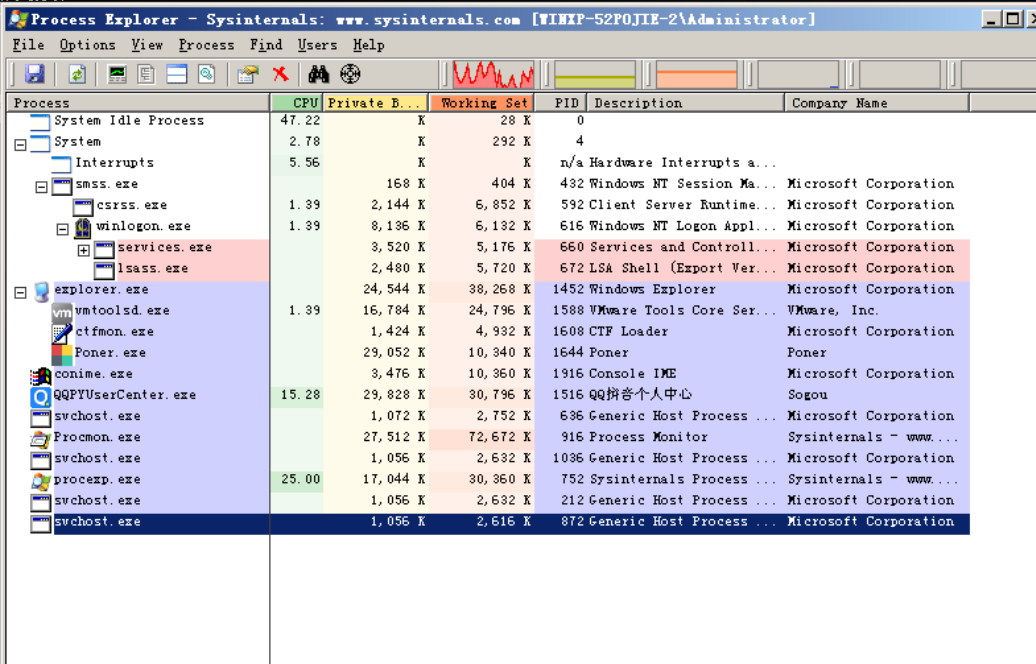 Process Explorer - Sysinternals: www.sysinternals.com [WINXP-52POJIE-2\Administrator]
File Options View Process Find Users Help
Process CPU Private B... Working Set PID Description Company Name
System Idle Process 47.22 K 28 K 0
System 2.78 K 292 K 4
Interrupts 5.56 K K n/a Hardware Interrupts a...
smss.exe 168 K 404 K 432 Windows NT Session Ma... Microsoft Corporation
csrss.exe 1.39 2,144 K 6,852 K 592 Client Server Runtime... Microsoft Corporation
winlogon.exe 1.39 8,136 K 6,132 K 616 Windows NT Logon Appl... Microsoft Corporation
services.exe 3,520 K 5,176 K 660 Services and Controll... Microsoft Corporation
lsass.exe 2,480 K 5,720 K 672 LSA Shell (Export Ver... Microsoft Corporation
explorer.exe 24,544 K 38,268 K 1452 Windows Explorer Microsoft Corporation
vmtoolsd.exe 1.39 16,784 K 24,796 K 1588 VMware Tools Core Ser... VMware, Inc.
ctfmon.exe 1,424 K 4,932 K 1608 CTF Loader Microsoft Corporation
Poner.exe 29,052 K 10,340 K 1644 Poner Poner
conime.exe 3,476 K 10,360 K 1916 Console IME Microsoft Corporation
QQPYUserCenter.exe 15.28 29,828 K 30,796 K 1516 QQ拼音个人中心 Sogou
svchost.exe 1,072 K 2,752 K 636 Generic Host Process ... Microsoft Corporation
Procmon.exe 27,512 K 72,672 K 916 Process Monitor Sysinternals - www....
svchost.exe 1,056 K 2,632 K 1036 Generic Host Process ... Microsoft Corporation
procexp.exe 25.00 17,044 K 30,360 K 752 Sysinternals Process ... Sysinternals - www....
svchost.exe 1,056 K 2,632 K 212 Generic Host Process ... Microsoft Corporation
svchost.exe 1,056 K 2,616 K 872 Generic Host Process ... Microsoft Corporation